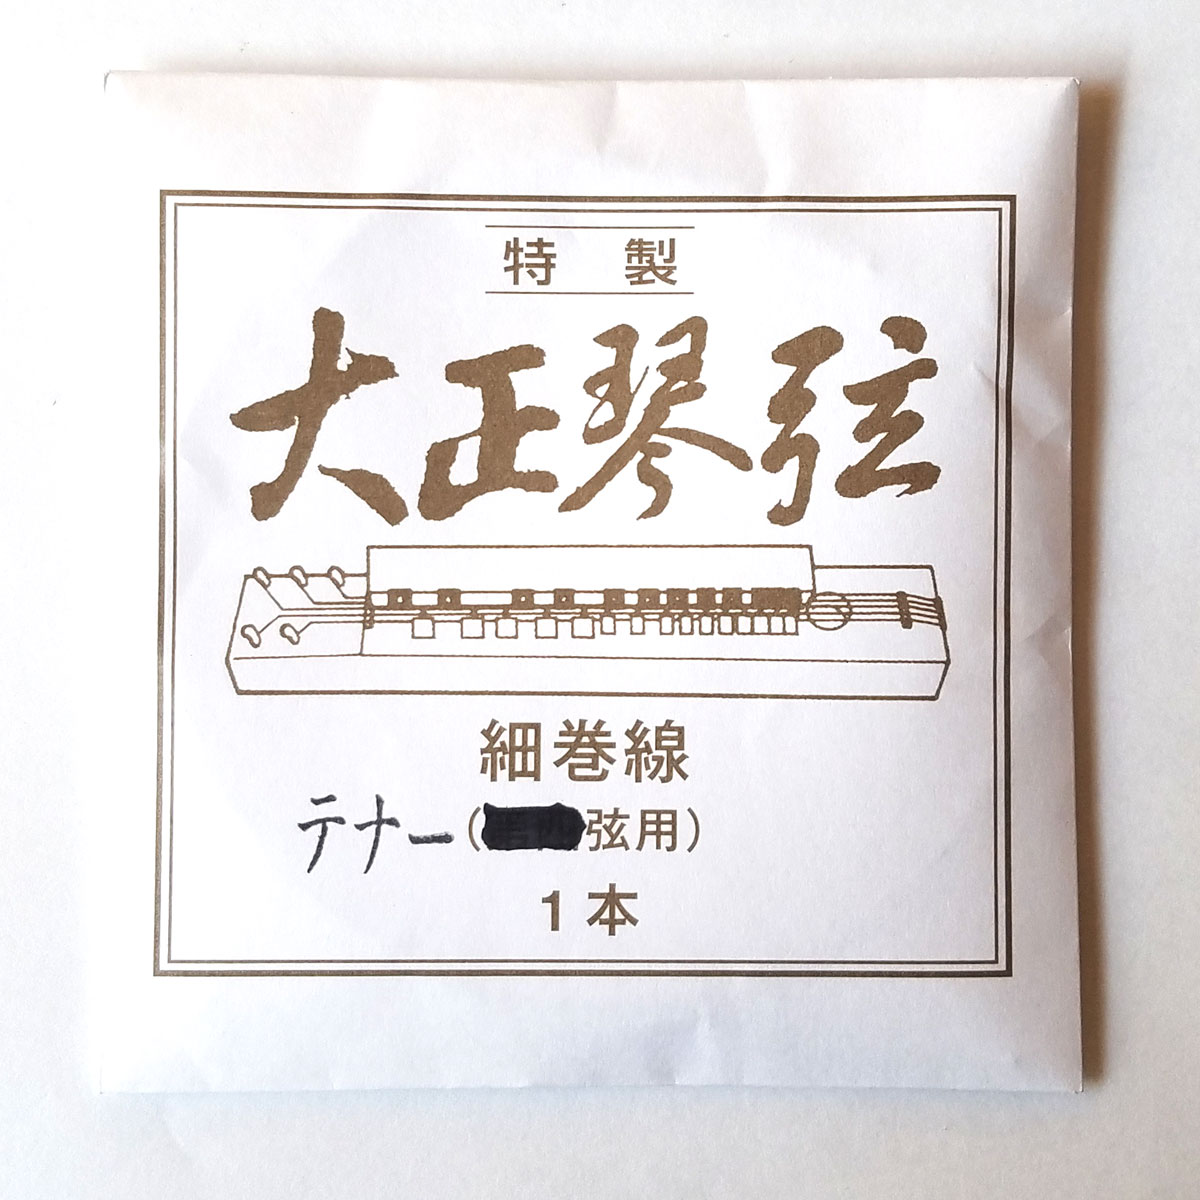 特製
大正琴弦
細巻線
テナー(弦用)
1本